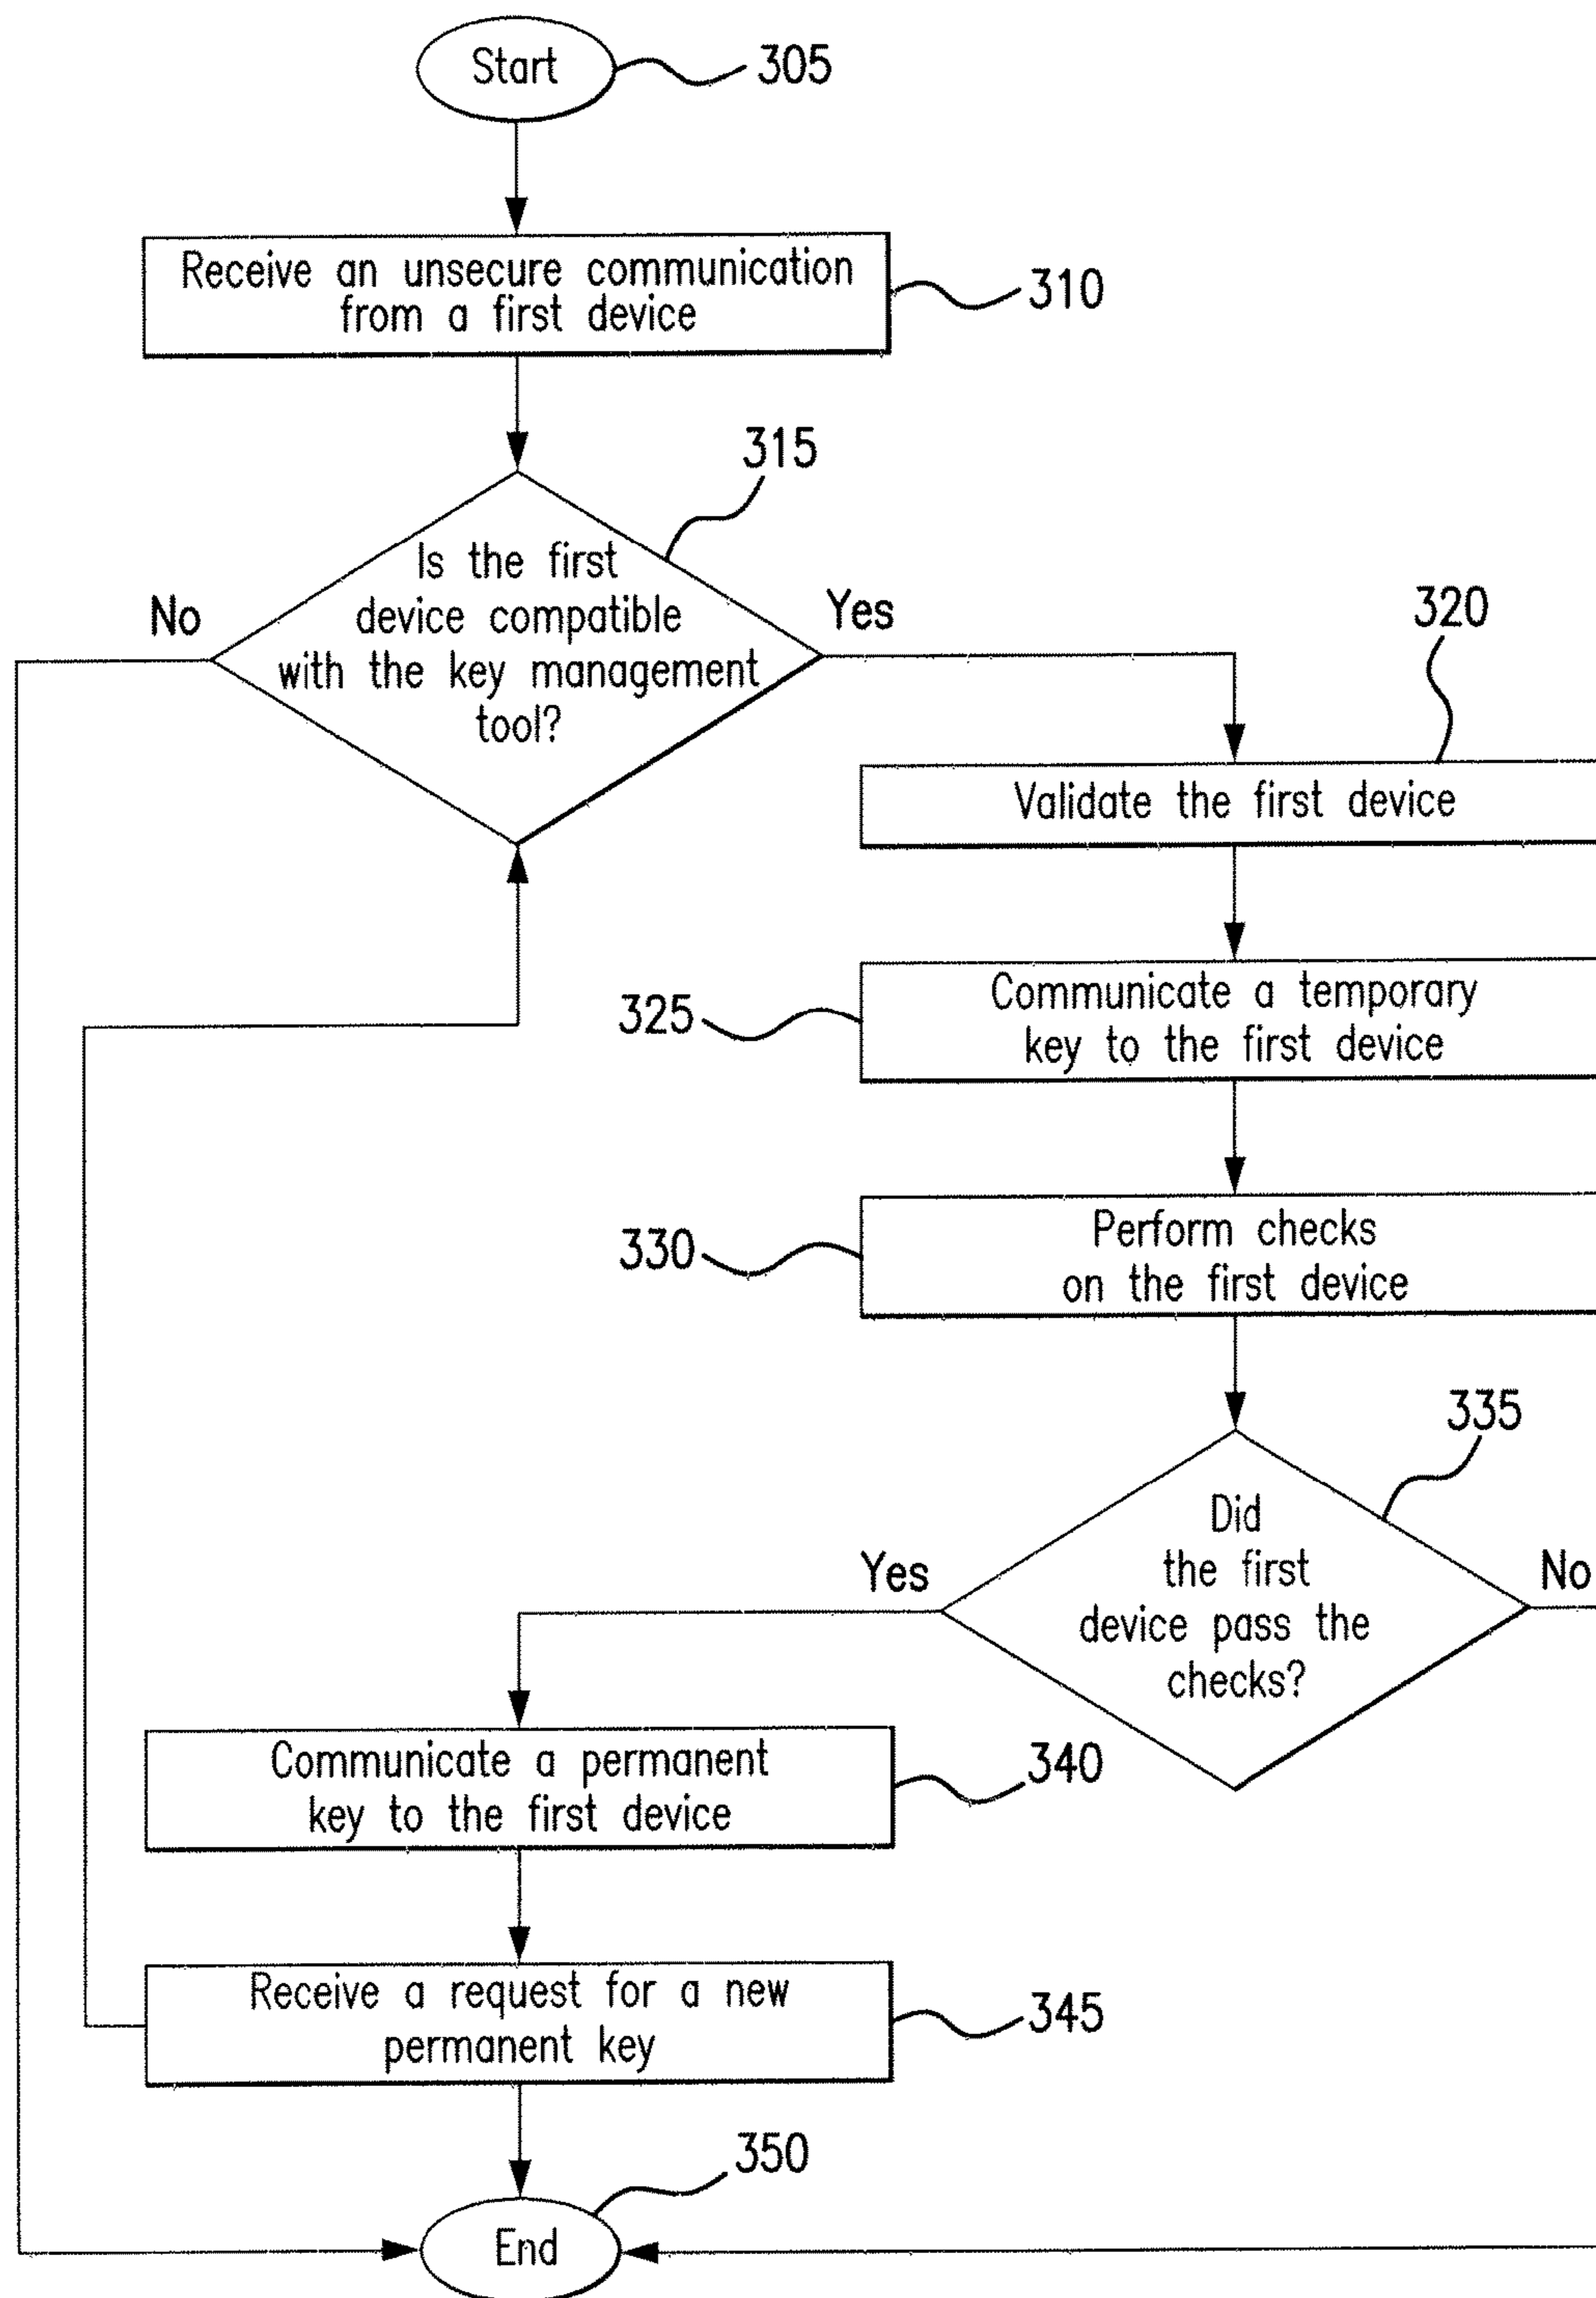 Start
305
Receive an unsecure communication
from a first device
310
315
Is the first
device compatible
with the key management
tool?
No
Yes
320
Validate the first device
325
Communicate a temporary
key to the first device
330
Perform checks
on the first device
335
Did
the first
device pass the
checks?
Yes
No
Communicate a permanent
key to the first device
340
Receive a request for a new
permanent key
345
350
End